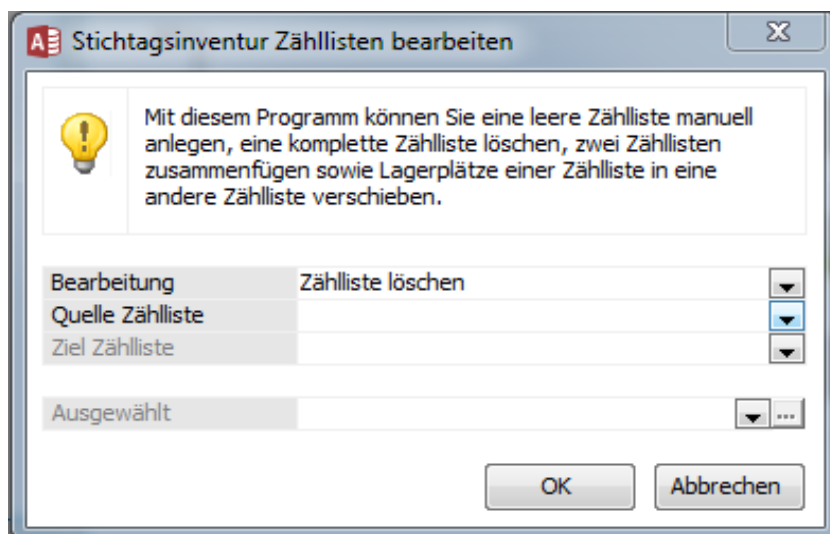 Stichtagsinventur Zähllisten bearbeiten
Mit diesem Programm können Sie eine leere Zählliste manuell
anlegen, eine komplette Zählliste löschen, zwei Zähllisten
zusammenfügen sowie Lagerplätze einer Zählliste in eine
andere Zählliste verschieben.
Bearbeitung Zählliste löschen
Quelle Zählliste
Ziel Zählliste
Ausgewählt ...
OK Abbrechen